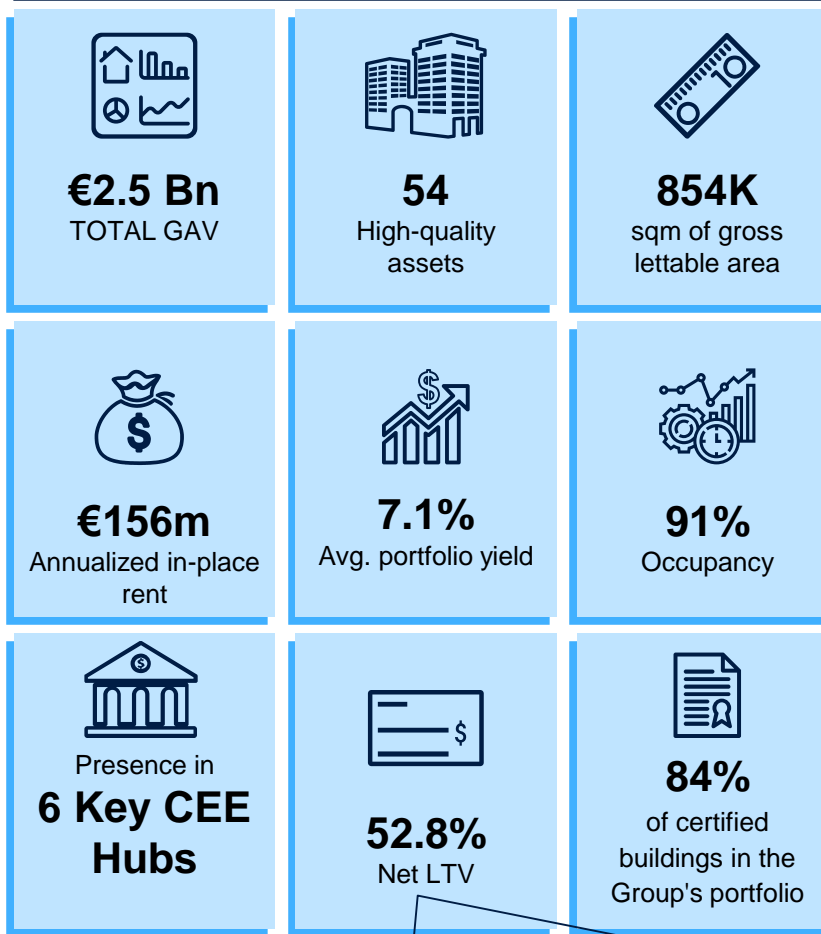 €2.5 Bn
TOTAL GAV
54
High-quality
assets
854K
sqm of gross
lettable area
$
€156m
Annualized in-place
rent
$
7.1%
Avg. portfolio yield
91%
Occupancy
$
Presence in
6 Key CEE
Hubs
$
52.8%
Net LTV
84%
of certified
buildings in the
Group's portfolio